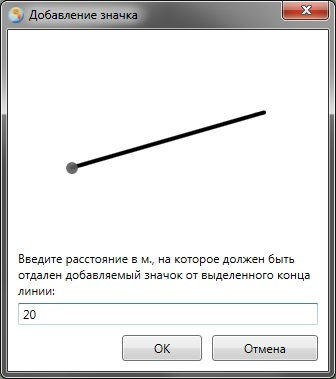 Добавление значка
Введите расстояние в м., на которое должен быть
отдален добавляемый значок от выделенного конца
линии:
20
OK
Отмена